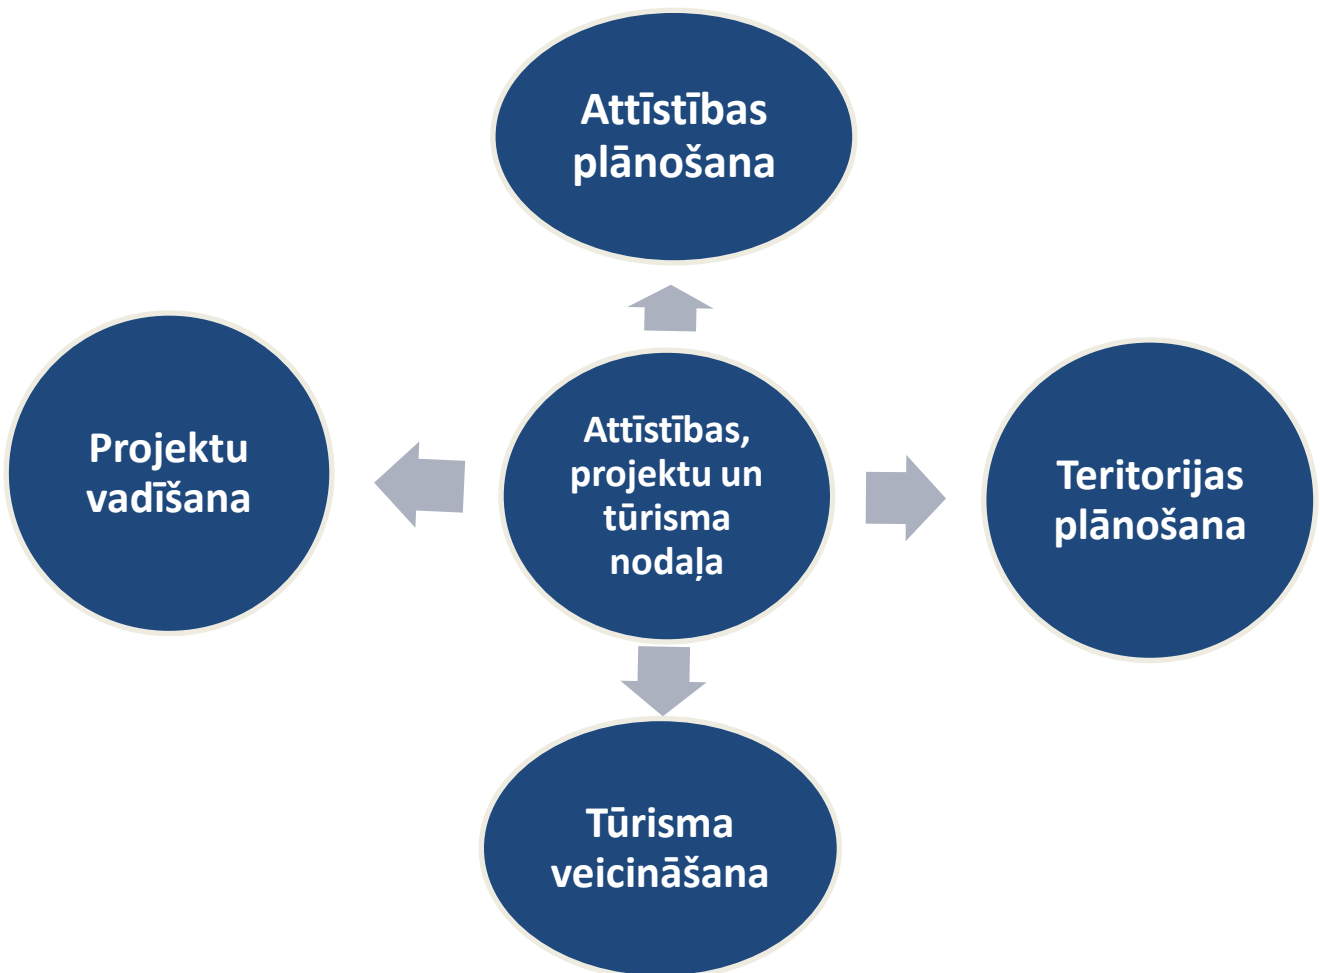 Attīstības
plānošana
Projektu
vadīšana
Attīstības,
projektu un
tūrisma
nodaļa
Teritorijas
plānošana
Tūrisma
veicināšana